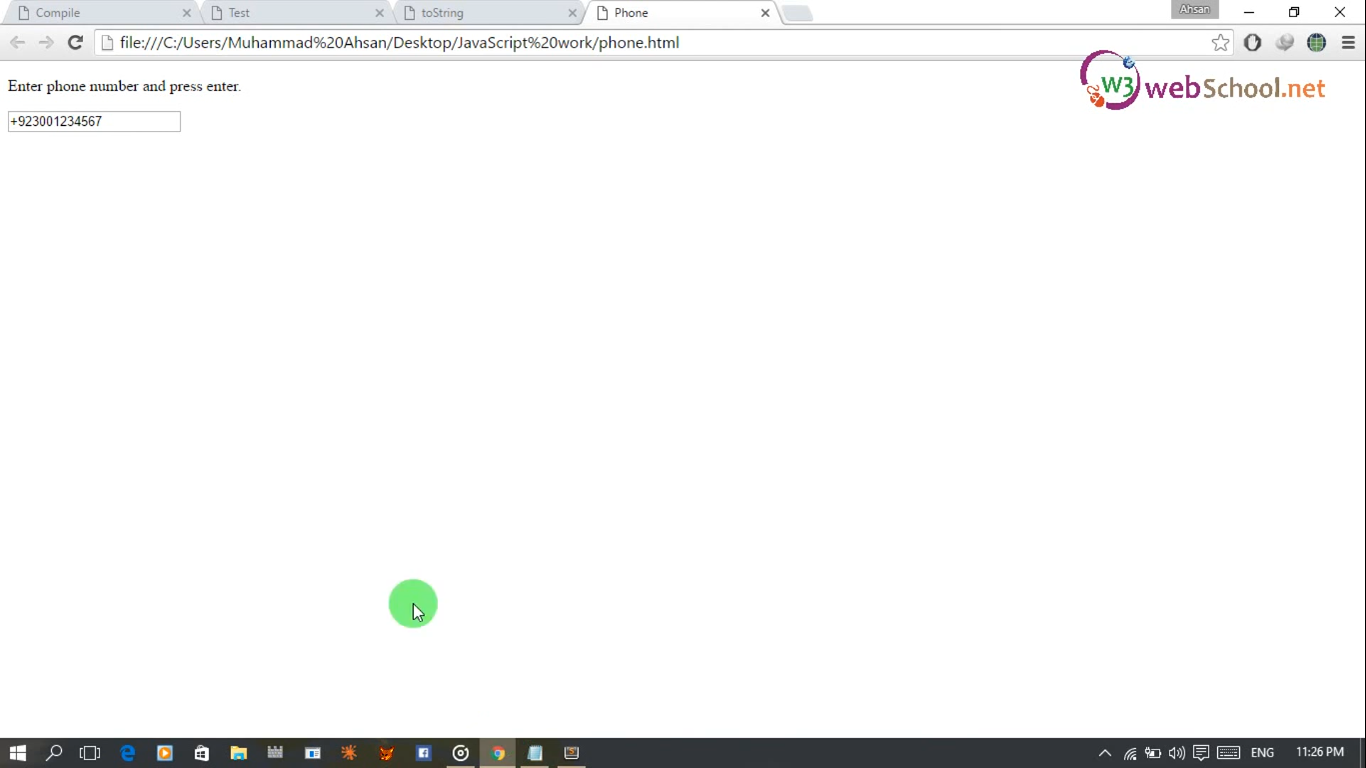 Compile
Test
toString
Phone
Ahsan
file:///C:/Users/Muhammad%20Ahsan/Desktop/JavaScript%20work/phone.html
W3 webSchool.net
Enter phone number and press enter.
+923001234567
ENG
11:26 PM